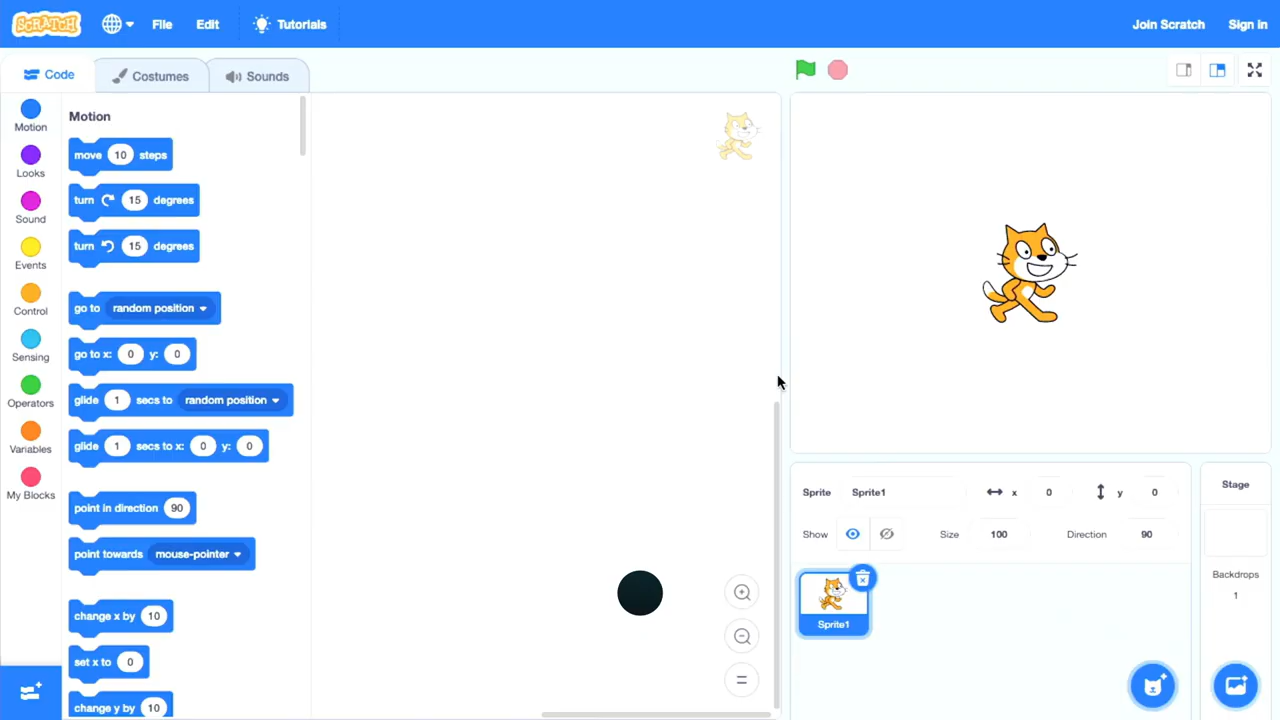 SCRATCH File Edit Tutorials Join Scratch Sign in
Code Costumes Sounds
Motion
Looks
Sound
Events
Control
Sensing
Operators
Variables
My Blocks
Motion
move 10 steps
turn 15 degrees
turn 15 degrees
go to random position
go to x: 0 y: 0
glide 1 secs to random position
glide 1 secs to x: 0 y: 0
point in direction 90
point towards mouse-pointer
change x by 10
set x to 0
change y by 10
Sprite Sprite1 x 0 y 0
Show Size 100 Direction 90
Sprite1
Stage
Backdrops
1